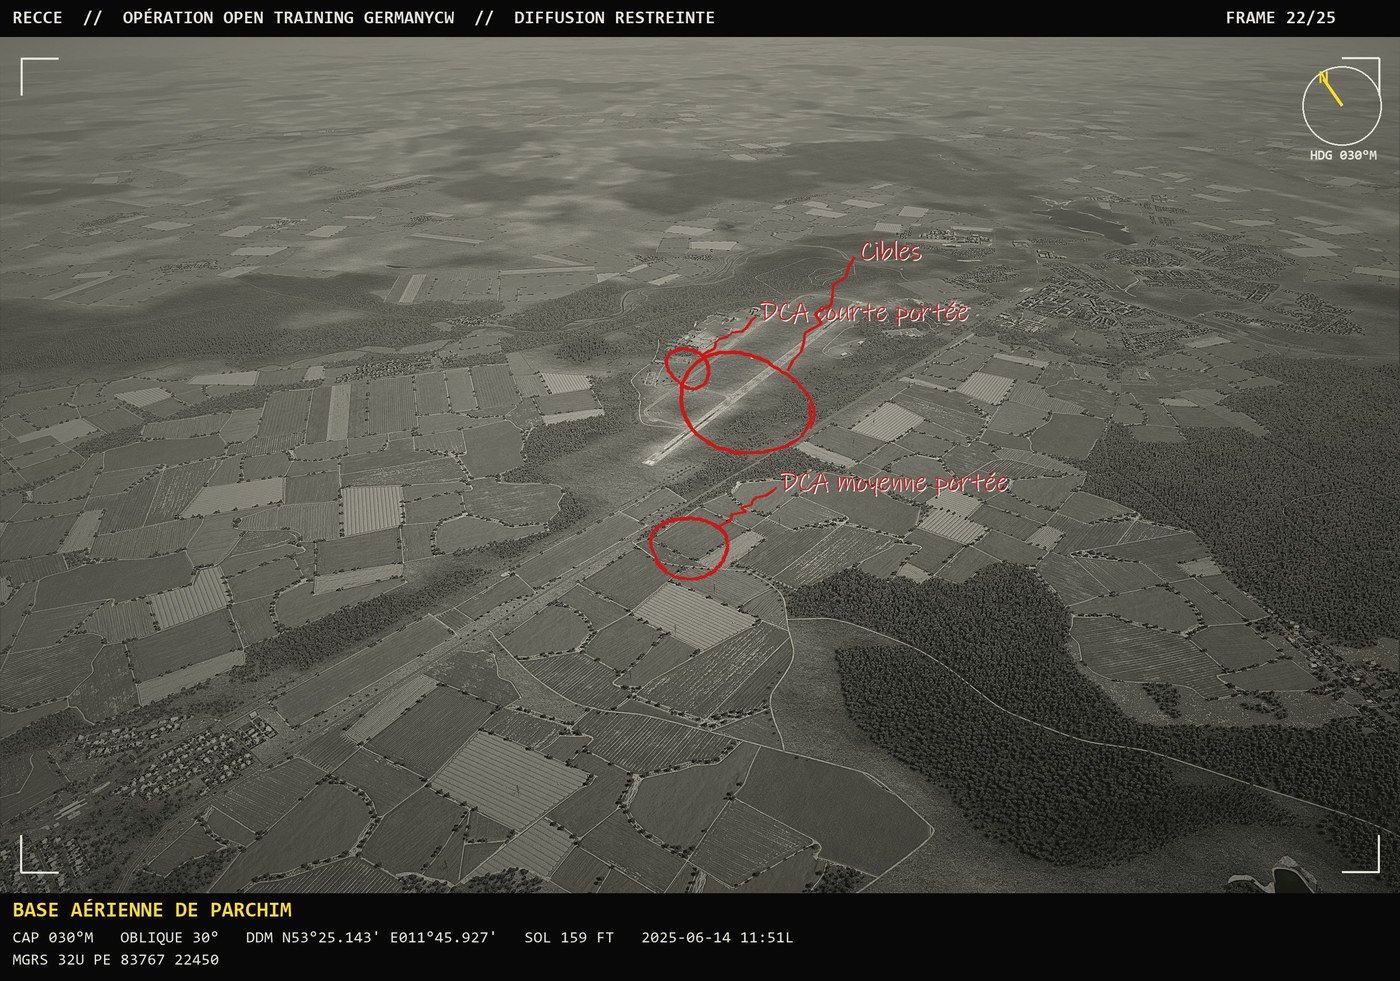 RECCE // OPÉRATION OPEN TRAINING GERMANYCW // DIFFUSION RESTREINTE
FRAME 22/25
N
HDG 030°M
Cibles
DCA courte portée
DCA moyenne portée
BASE AÉRIENNE DE PARCHIM
CAP 030°M OBLIQUE 30° DDM N53°25.143' E011°45.927' SOL 159 FT 2025-06-14 11:51L
MGRS 32U PE 83767 22450